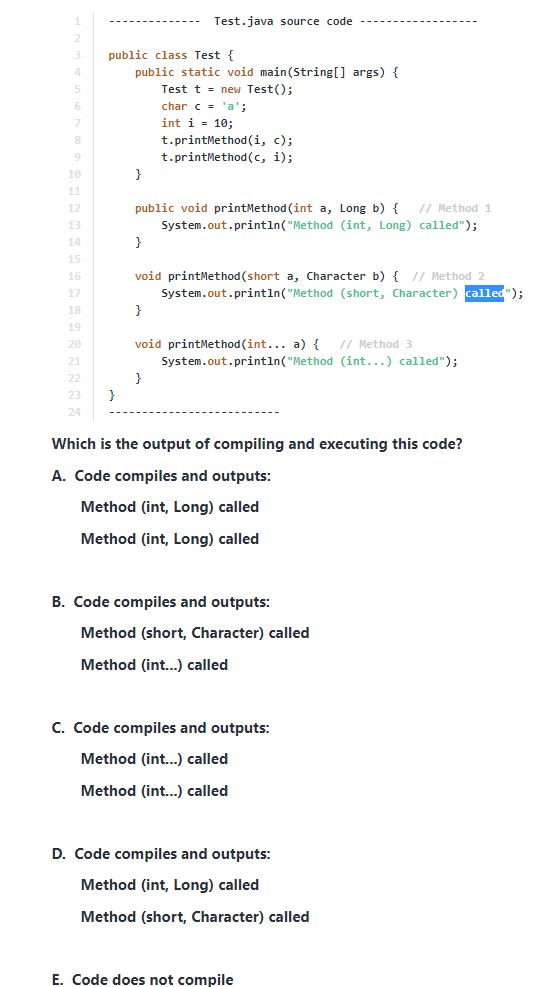 1 -------------- Test.java source code ------------------
2
3 public class Test {
4 public static void main(String[] args) {
5 Test t = new Test();
6 char c = 'a';
7 int i = 10;
8 t.printMethod(i, c);
9 t.printMethod(c, i);
10 }
11
12 public void printMethod(int a, Long b) { // Method 1
13 System.out.println("Method (int, Long) called");
14 }
15
16 void printMethod(short a, Character b) { // Method 2
17 System.out.println("Method (short, Character) called");
18 }
19
20 void printMethod(int... a) { // Method 3
21 System.out.println("Method (int...) called");
22 }
23 }
24 --------------------------
Which is the output of compiling and executing this code?
A. Code compiles and outputs:
Method (int, Long) called
Method (int, Long) called
B. Code compiles and outputs:
Method (short, Character) called
Method (int...) called
C. Code compiles and outputs:
Method (int...) called
Method (int...) called
D. Code compiles and outputs:
Method (int, Long) called
Method (short, Character) called
E. Code does not compile